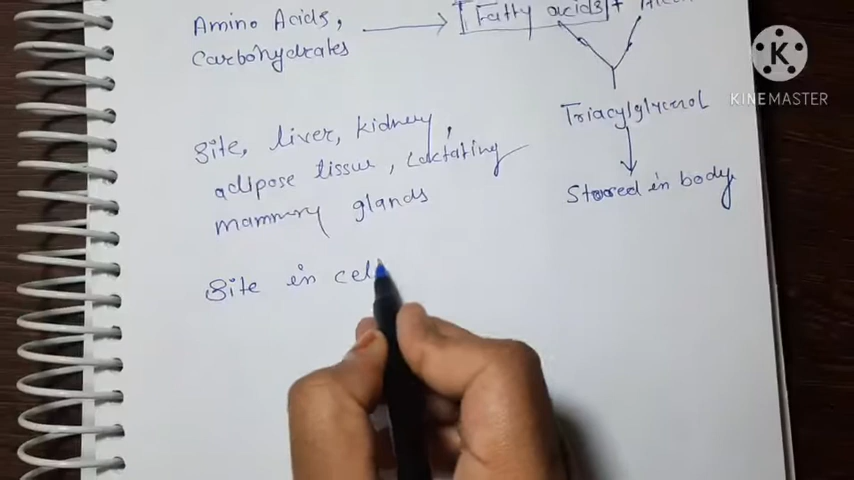 Amino Acids,
Carbohydrates
Fatty acids +
Triacylglycerol
Stored in body
Site, liver, kidney,
adipose tissue, Lactating
mammary glands
Site in cel
K
KINEMASTER